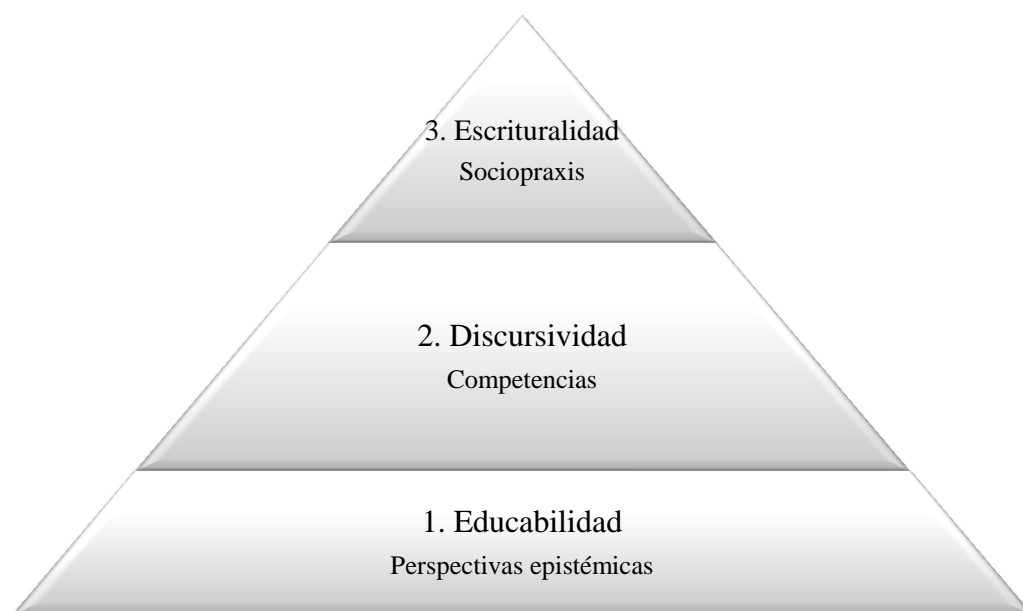 3. Escrituralidad
Sociopraxis
2. Discursividad
Competencias
1. Educabilidad
Perspectivas epistémicas